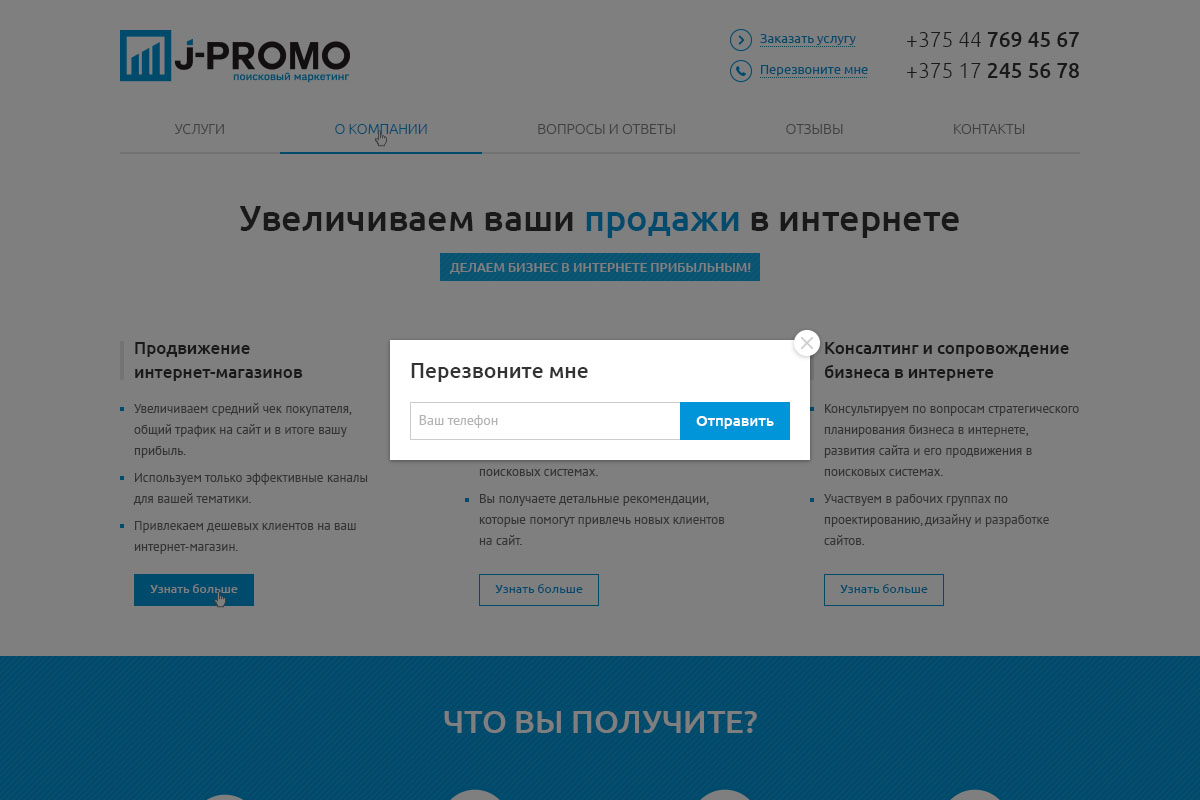 J-PROMO
поисковый маркетинг
Заказать услугу
+375 44 769 45 67
Перезвоните мне
+375 17 245 56 78
УСЛУГИ
О КОМПАНИИ
ВОПРОСЫ И ОТВЕТЫ
ОТЗЫВЫ
КОНТАКТЫ
Увеличиваем ваши продажи в интернете
ДЕЛАЕМ БИЗНЕС В ИНТЕРНЕТЕ ПРИБЫЛЬНЫМ!
Продвижение
интернет-магазинов
Увеличиваем средний чек покупателя,
общий трафик на сайт и в итоге вашу
прибыль.
Используем только эффективные каналы
для вашей тематики.
Привлекаем дешевых клиентов на ваш
интернет-магазин.
Узнать больше
Перезвоните мне
Ваш телефон
Отправить
поисковых системах.
Вы получаете детальные рекомендации,
которые помогут привлечь новых клиентов
на сайт.
Узнать больше
Консалтинг и сопровождение
бизнеса в интернете
Консультируем по вопросам стратегического
планирования бизнеса в интернете,
развития сайта и его продвижения в
поисковых системах.
Участвуем в рабочих группах по
проектированию, дизайну и разработке
сайтов.
Узнать больше
ЧТО ВЫ ПОЛУЧИТЕ?